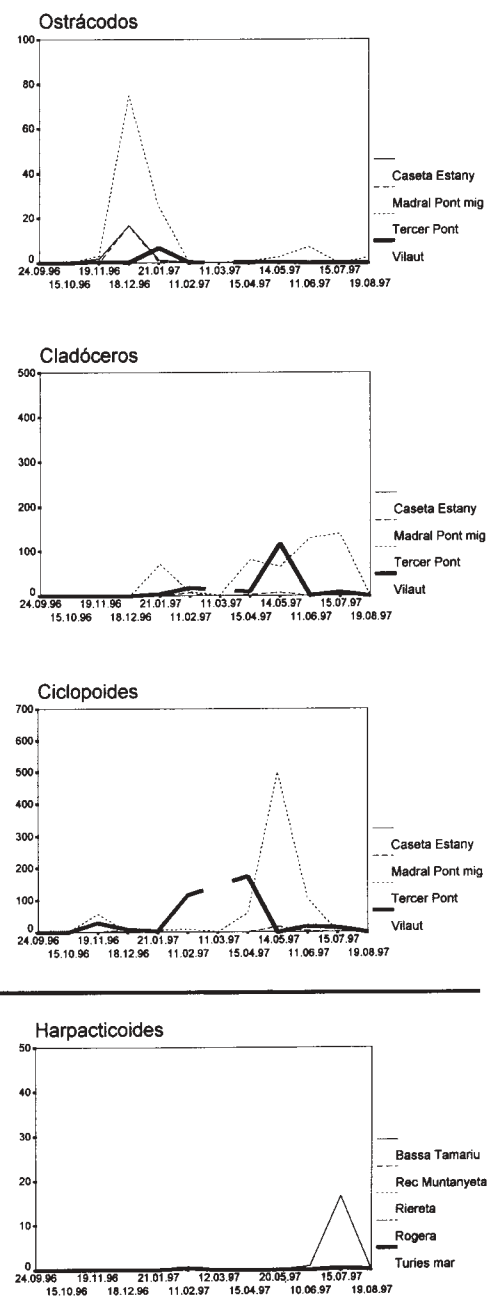 Ostrácodos
100
80
60
40
20
0
24.09.96 19.11.96 21.01.97 11.03.97 14.05.97 15.07.97
15.10.96 18.12.96 11.02.97 15.04.97 11.06.97 19.08.97
Caseta Estany
Madral Pont mig
Tercer Pont
Vilaut
Cladóceros
500
400
300
200
100
0
24.09.96 19.11.96 21.01.97 11.03.97 14.05.97 15.07.97
15.10.96 18.12.96 11.02.97 15.04.97 11.06.97 19.08.97
Caseta Estany
Madral Pont mig
Tercer Pont
Vilaut
Ciclopoides
700
600
500
400
300
200
100
0
24.09.96 19.11.96 21.01.97 11.03.97 14.05.97 15.07.97
15.10.96 18.12.96 11.02.97 15.04.97 11.06.97 19.08.97
Caseta Estany
Madral Pont mig
Tercer Pont
Vilaut
Harpacticoides
50
40
30
20
10
0
24.09.96 19.11.96 21.01.97 12.03.97 20.05.97 15.07.97
15.10.96 18.12.96 11.02.97 15.04.97 10.06.97 19.08.97
Bassa Tamariu
Rec Muntanyeta
Riereta
Rogera
Turies mar